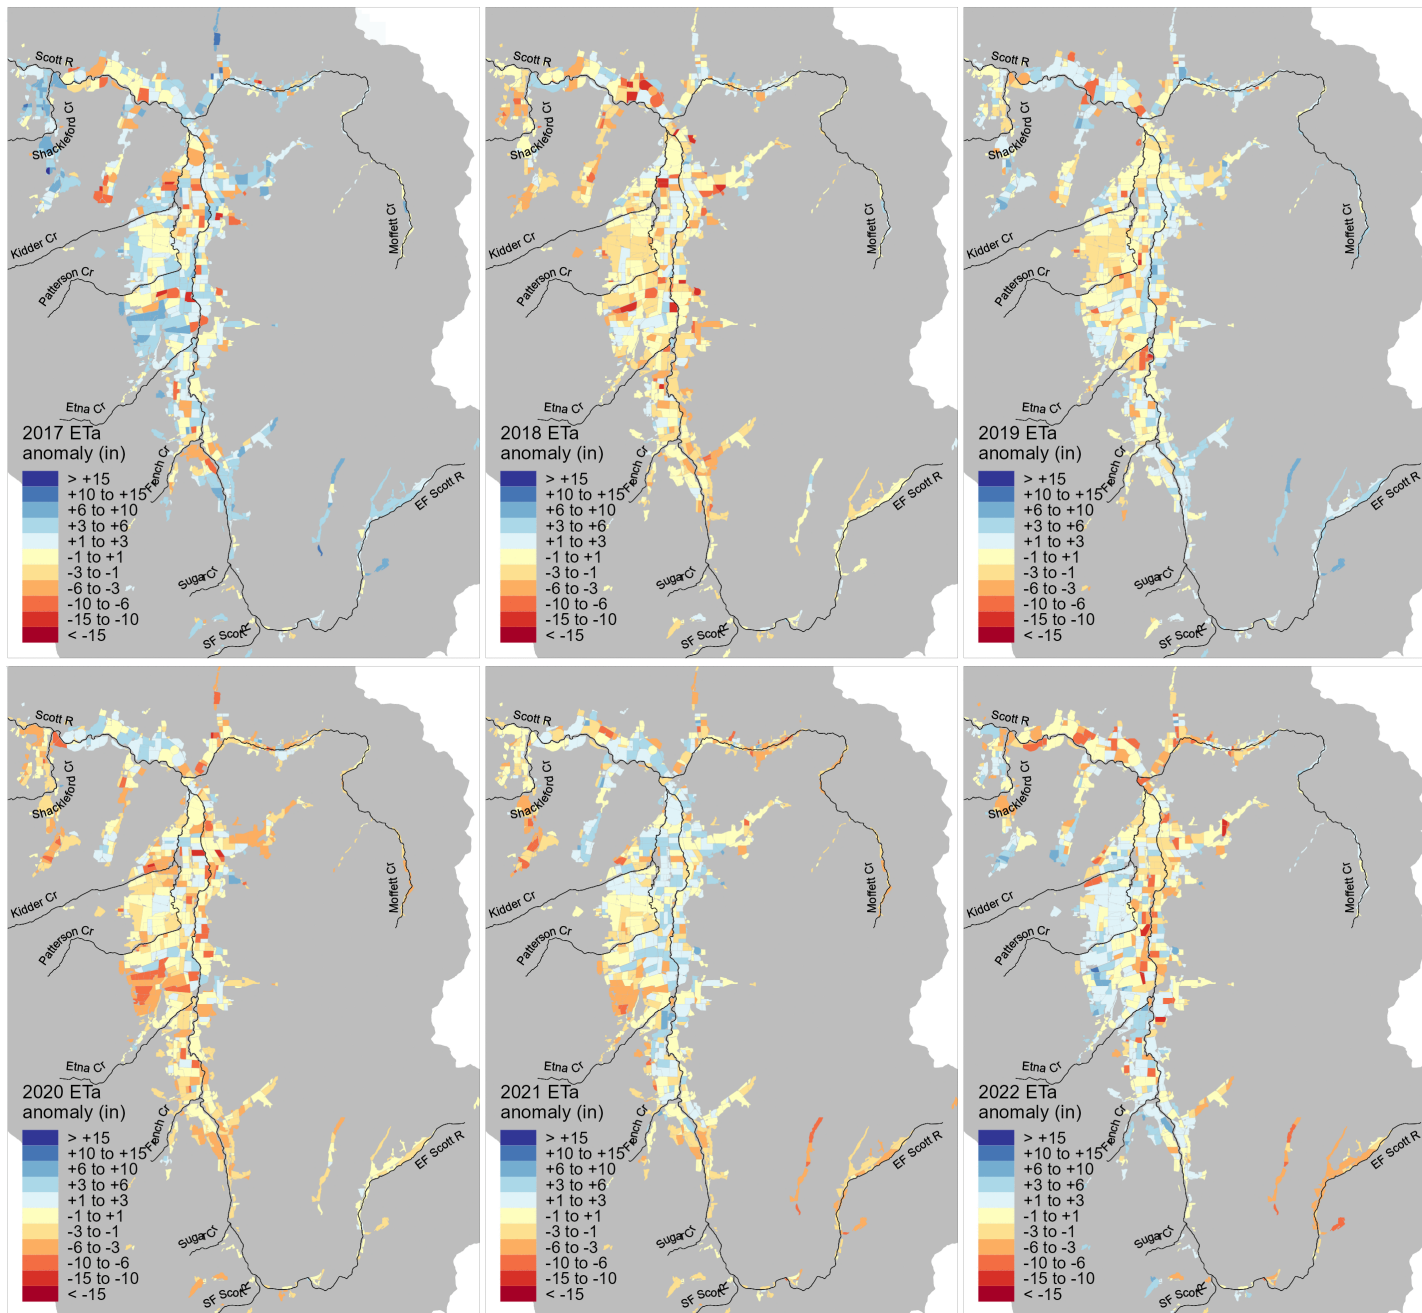 Scott R
Shackleford Cr
Kidder Cr
Patterson Cr
Moffett Cr
Etna Cr
French Cr
EF Scott R
Sugar Cr
SF Scott R
2017 ETa
anomaly (in)
> +15
+10 to +15
+6 to +10
+3 to +6
+1 to +3
-1 to +1
-3 to -1
-6 to -3
-10 to -6
-15 to -10
< -15
Scott R
Shackleford Cr
Kidder Cr
Patterson Cr
Moffett Cr
Etna Cr
French Cr
EF Scott R
Sugar Cr
SF Scott R
2018 ETa
anomaly (in)
> +15
+10 to +15
+6 to +10
+3 to +6
+1 to +3
-1 to +1
-3 to -1
-6 to -3
-10 to -6
-15 to -10
< -15
Scott R
Shackleford Cr
Kidder Cr
Patterson Cr
Moffett Cr
Etna Cr
French Cr
EF Scott R
Sugar Cr
SF Scott R
2019 ETa
anomaly (in)
> +15
+10 to +15
+6 to +10
+3 to +6
+1 to +3
-1 to +1
-3 to -1
-6 to -3
-10 to -6
-15 to -10
< -15
Scott R
Shackleford Cr
Kidder Cr
Patterson Cr
Moffett Cr
Etna Cr
French Cr
EF Scott R
Sugar Cr
SF Scott R
2020 ETa
anomaly (in)
> +15
+10 to +15
+6 to +10
+3 to +6
+1 to +3
-1 to +1
-3 to -1
-6 to -3
-10 to -6
-15 to -10
< -15
Scott R
Shackleford Cr
Kidder Cr
Patterson Cr
Moffett Cr
Etna Cr
French Cr
EF Scott R
Sugar Cr
SF Scott R
2021 ETa
anomaly (in)
> +15
+10 to +15
+6 to +10
+3 to +6
+1 to +3
-1 to +1
-3 to -1
-6 to -3
-10 to -6
-15 to -10
< -15
Scott R
Shackleford Cr
Kidder Cr
Patterson Cr
Moffett Cr
Etna Cr
French Cr
EF Scott R
Sugar Cr
SF Scott R
2022 ETa
anomaly (in)
> +15
+10 to +15
+6 to +10
+3 to +6
+1 to +3
-1 to +1
-3 to -1
-6 to -3
-10 to -6
-15 to -10
< -15